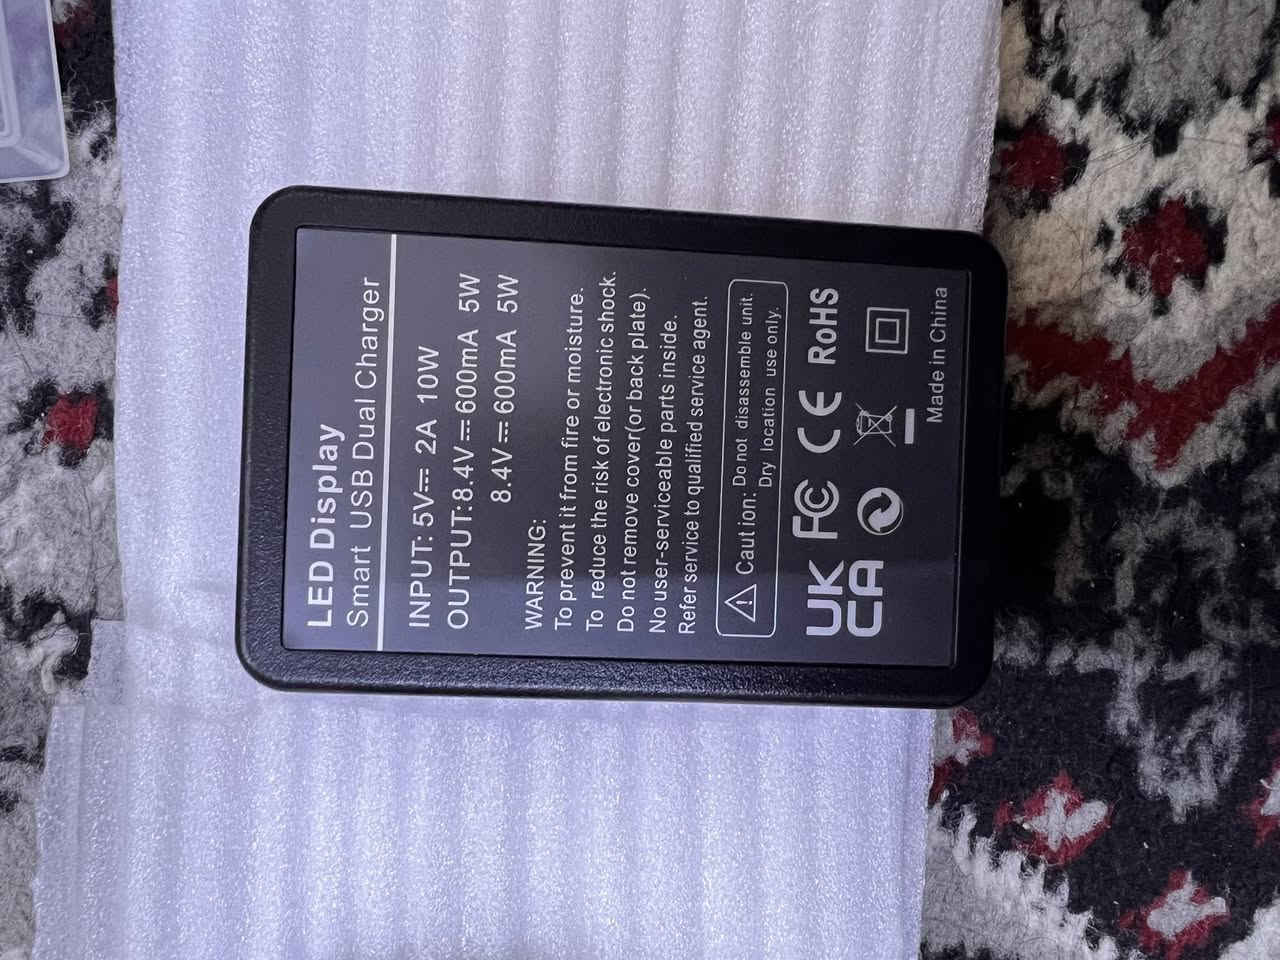 LED Display
Smart USB Dual Charger
INPUT: 5V⎓ 2A 10W
OUTPUT:8.4V⎓600mA 5W
8.4V⎓600mA 5W
WARNING:
To prevent it from fire or moisture.
To reduce the risk of electronic shock.
Do not remove cover(or back plate).
No user-serviceable parts inside.
Refer service to qualified service agent.
Caution: Do not disassemble unit.
Dry location use only.
UK
CA
FC CE RoHS
Made in China